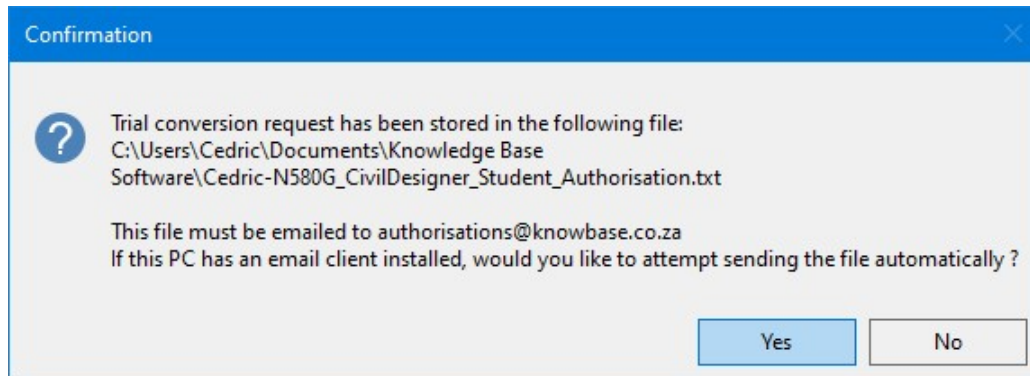 Confirmation
?
Trial conversion request has been stored in the following file:
C:\Users\Cedric\Documents\Knowledge Base
Software\Cedric-N580G_CivilDesigner_Student_Authorisation.txt
This file must be emailed to authorisations@knowbase.co.za
If this PC has an email client installed, would you like to attempt sending the file automatically ?
Yes
No